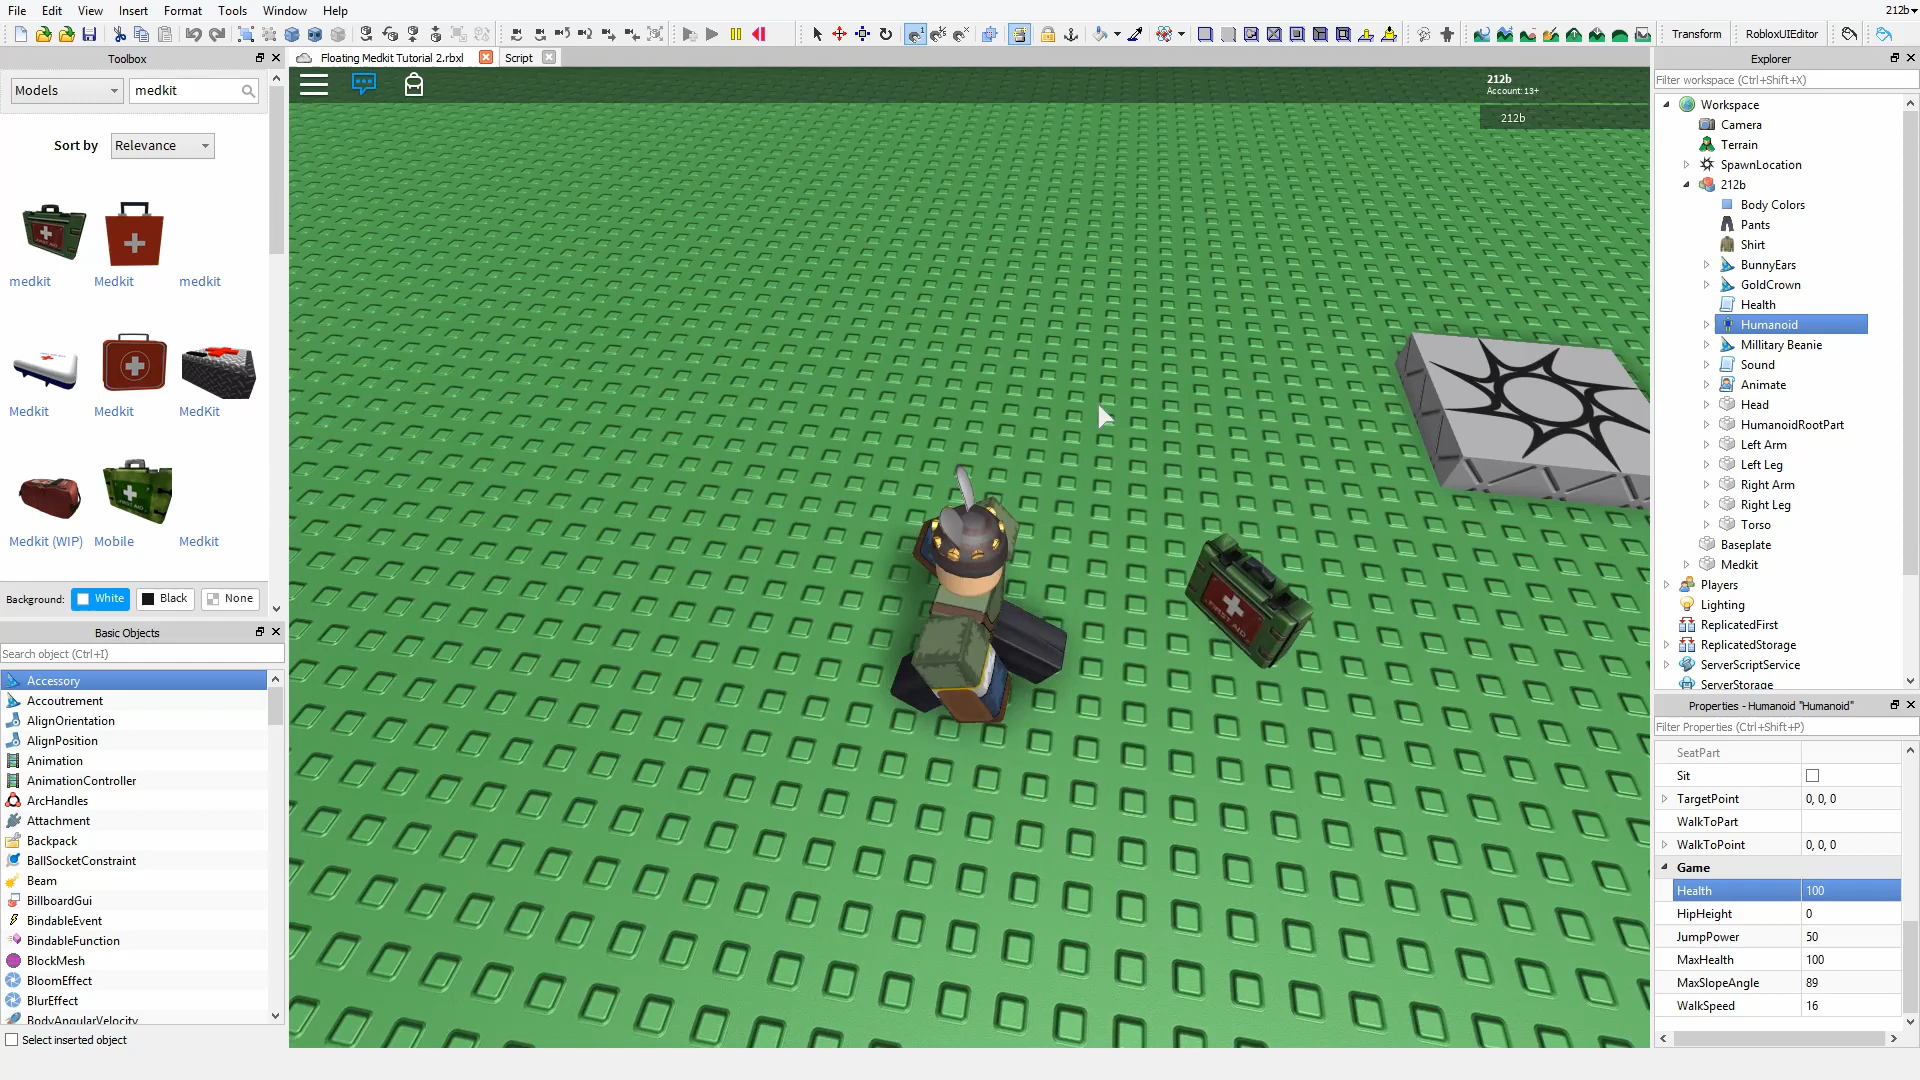 File Edit View Insert Format Tools Window Help 212b
Transform RobloxUIEditor
Toolbox
Models medkit
Sort by Relevance
medkit Medkit medkit
Medkit Medkit MedKit
Medkit (WIP) Mobile Medkit
Background: White Black None
Basic Objects
Search object (Ctrl+I)
Accessory
Accoutrement
AlignOrientation
AlignPosition
Animation
AnimationController
ArcHandles
Attachment
Backpack
BallSocketConstraint
Beam
BillboardGui
BindableEvent
BindableFunction
BlockMesh
BloomEffect
BlurEffect
BodyAngularVelocity
Select inserted object
Floating Medkit Tutorial 2.rbxl Script
212b
Account: 13+
212b
FIRST AID
Explorer
Filter workspace (Ctrl+Shift+X)
Workspace
Camera
Terrain
SpawnLocation
212b
Body Colors
Pants
Shirt
BunnyEars
GoldCrown
Health
Humanoid
Millitary Beanie
Sound
Animate
Head
HumanoidRootPart
Left Arm
Left Leg
Right Arm
Right Leg
Torso
Baseplate
Medkit
Players
Lighting
ReplicatedFirst
ReplicatedStorage
ServerScriptService
ServerStorage
Properties - Humanoid "Humanoid"
Filter Properties (Ctrl+Shift+P)
SeatPart
Sit
TargetPoint 0, 0, 0
WalkToPart
WalkToPoint 0, 0, 0
Game
Health 100
HipHeight 0
JumpPower 50
MaxHealth 100
MaxSlopeAngle 89
WalkSpeed 16